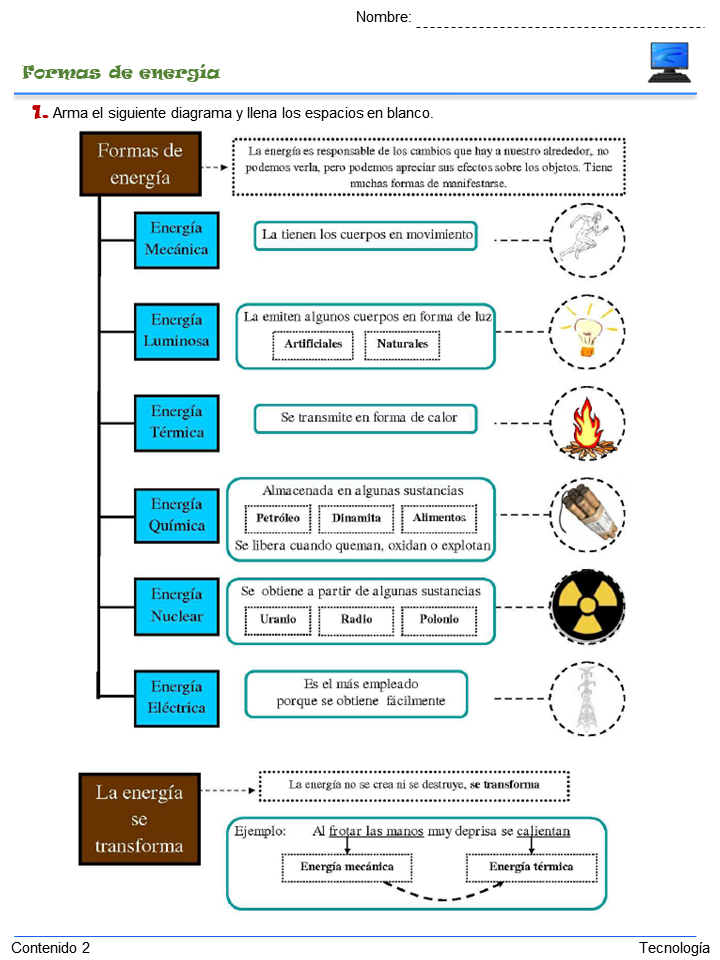 Nombre:
Formas de energía
1. Arma el siguiente diagrama y llena los espacios en blanco.
Formas de
energía
La energía es responsable de los cambios que hay a nuestro alrededor, no
podemos verla, pero podemos apreciar sus efectos sobre los objetos. Tiene
muchas formas de manifestarse.
Energía
Mecánica
La tienen los cuerpos en movimiento
Energía
Luminosa
La emiten algunos cuerpos en forma de luz
Artificiales
Naturales
Energía
Térmica
Se transmite en forma de calor
Energía
Química
Almacenada en algunas sustancias
Petróleo
Dinamita
Alimentos
Se libera cuando queman, oxidan o explotan
Energía
Nuclear
Se obtiene a partir de algunas sustancias
Uranio
Radio
Polonio
Energía
Eléctrica
Es el más empleado
porque se obtiene fácilmente
La energía
se
transforma
La energía no se crea ni se destruye, se transforma
Ejemplo: Al frotar las manos muy deprisa se calientan
Energía mecánica
Energía térmica
Contenido 2
Tecnología